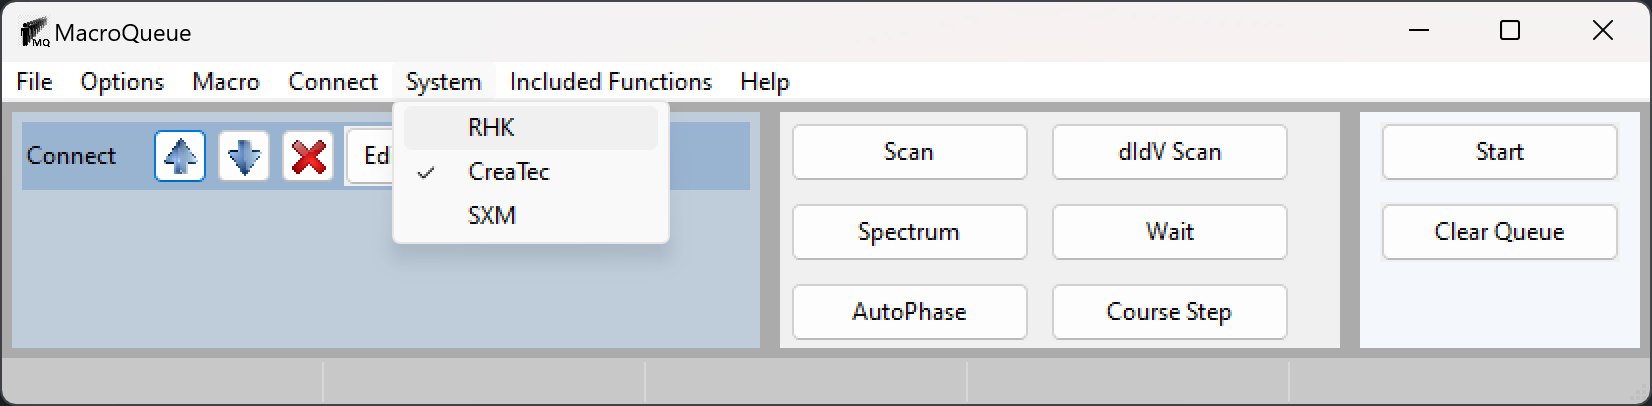 MQ MacroQueue
File Options Macro Connect System Included Functions Help
RHK
CreaTec
SXM
Connect Ed
Scan dIdV Scan
Spectrum Wait
AutoPhase Course Step
Start
Clear Queue